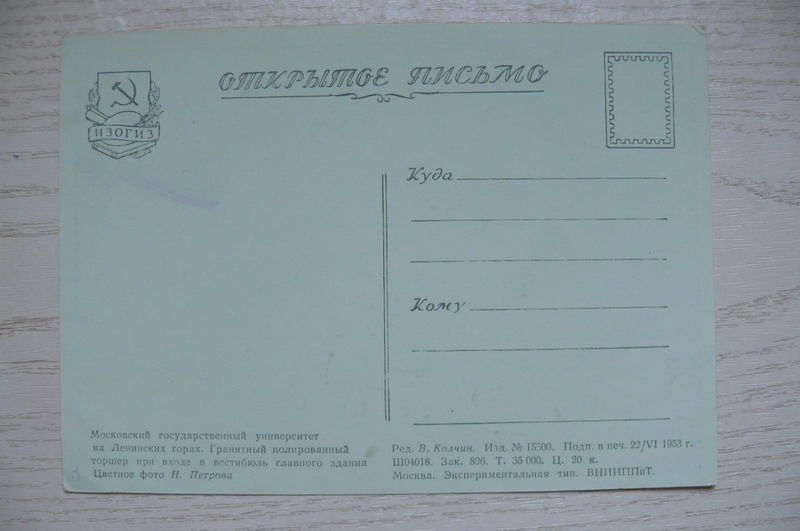 ОТКРЫТОЕ ПИСЬМО
ИЗОГИЗ
Куда
Кому
Московский государственный университет
на Ленинских горах. Гранитный полированный
торшер при входе в вестибюль главного здания
Цветное фото Н. Петрова
Ред. В. Колчин. Изд. № 15500. Подп. в печ. 22/VI 1953 г.
Ш04018. Зак. 896. Т. 35 000. Ц. 20 к.
Москва. Экспериментальная тип. ВНИИППиТ.